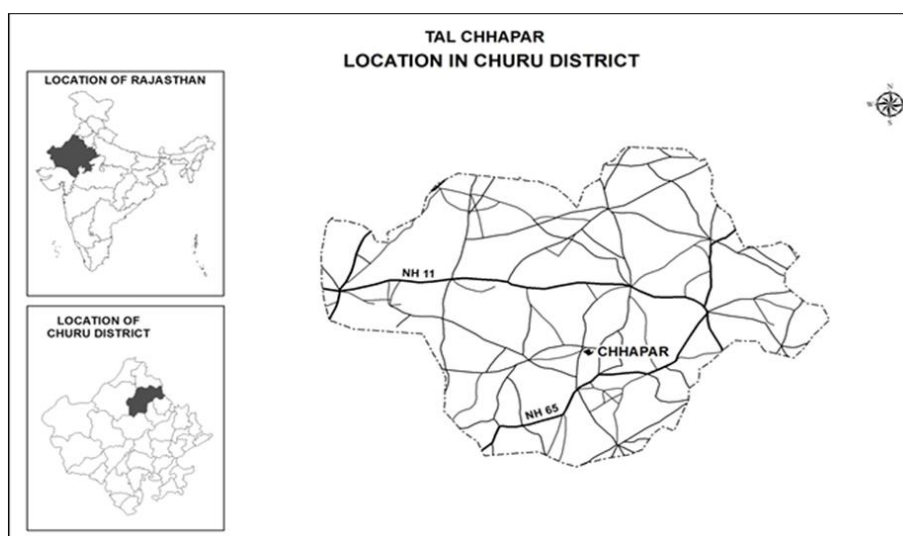 TAL CHHAPAR
LOCATION IN CHURU DISTRICT
LOCATION OF RAJASTHAN
LOCATION OF
CHURU DISTRICT
N
S
NH 11
CHHAPAR
NH 65